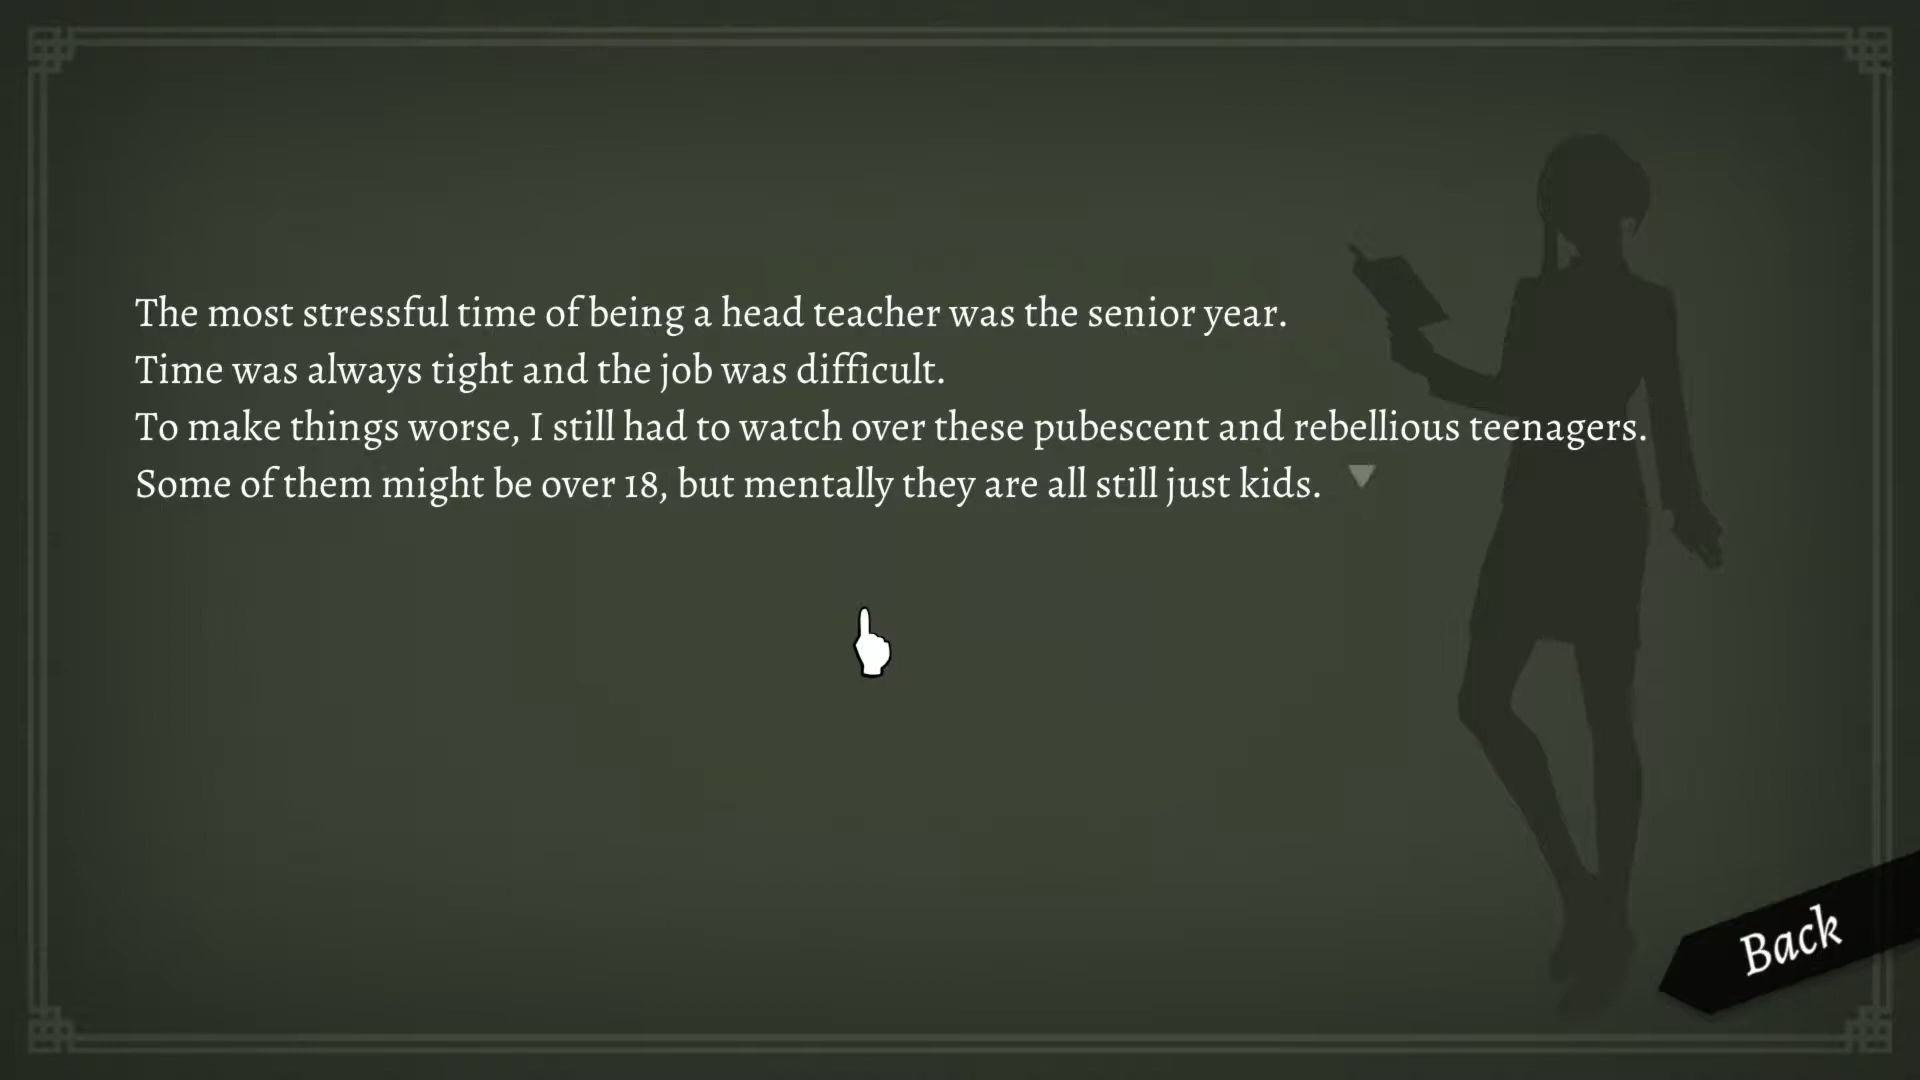 The most stressful time of being a head teacher was the senior year.
Time was always tight and the job was difficult.
To make things worse, I still had to watch over these pubescent and rebellious teenagers.
Some of them might be over 18, but mentally they are all still just kids.
Back